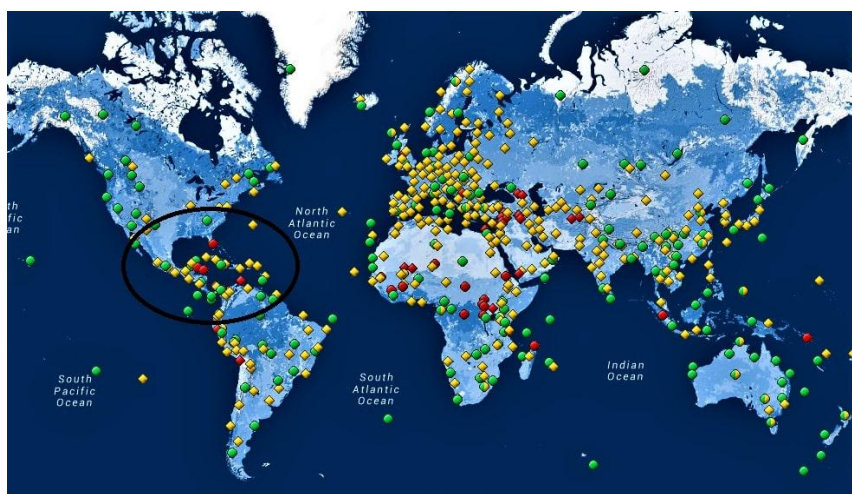 North
Atlantic
Ocean
South
Pacific
Ocean
South
Atlantic
Ocean
Indian
Ocean